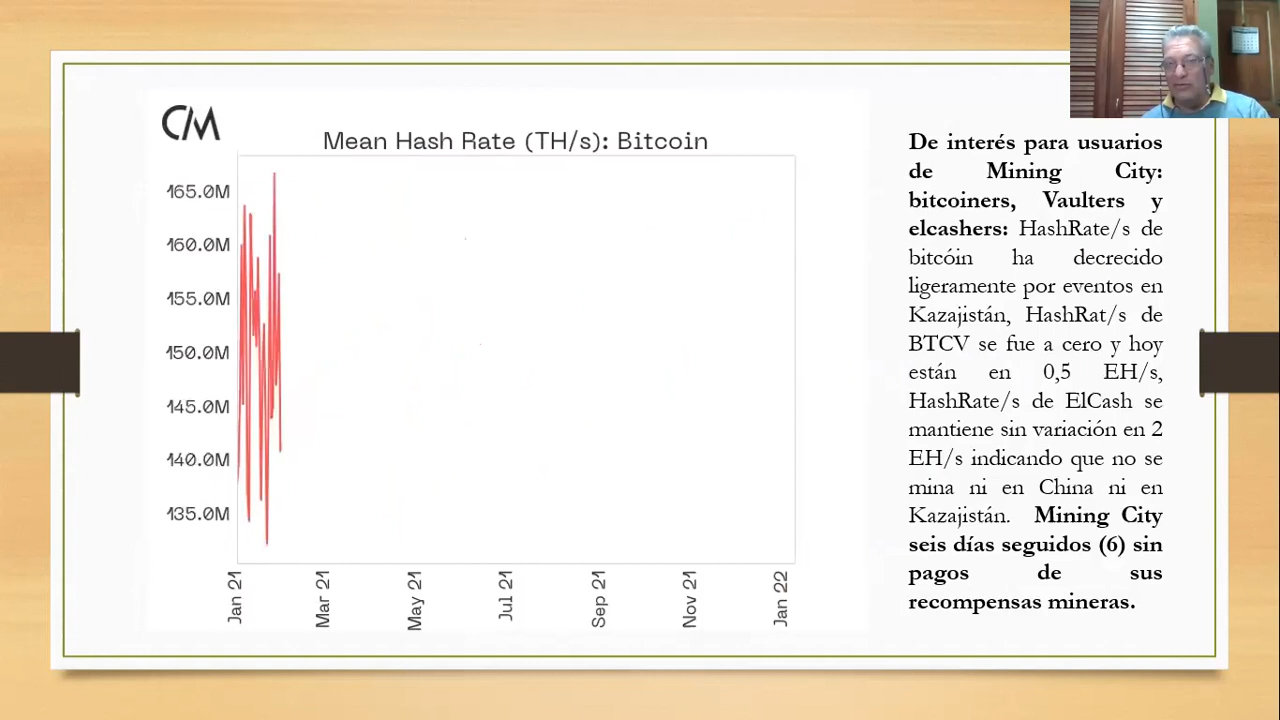 CM
Mean Hash Rate (TH/s): Bitcoin
165.0M
160.0M
155.0M
150.0M
145.0M
140.0M
135.0M
Jan 21
Mar 21
May 21
Jul 21
Sep 21
Nov 21
Jan 22
De interés para usuarios
de Mining City:
bitcoiners, Vaulters y
elcashers: HashRate/s de
bitcóin ha decrecido
ligeramente por eventos en
Kazajistán, HashRat/s de
BTCV se fue a cero y hoy
están en 0,5 EH/s,
HashRate/s de ElCash se
mantiene sin variación en 2
EH/s indicando que no se
mina ni en China ni en
Kazajistán. Mining City
seis días seguidos (6) sin
pagos de sus
recompensas mineras.